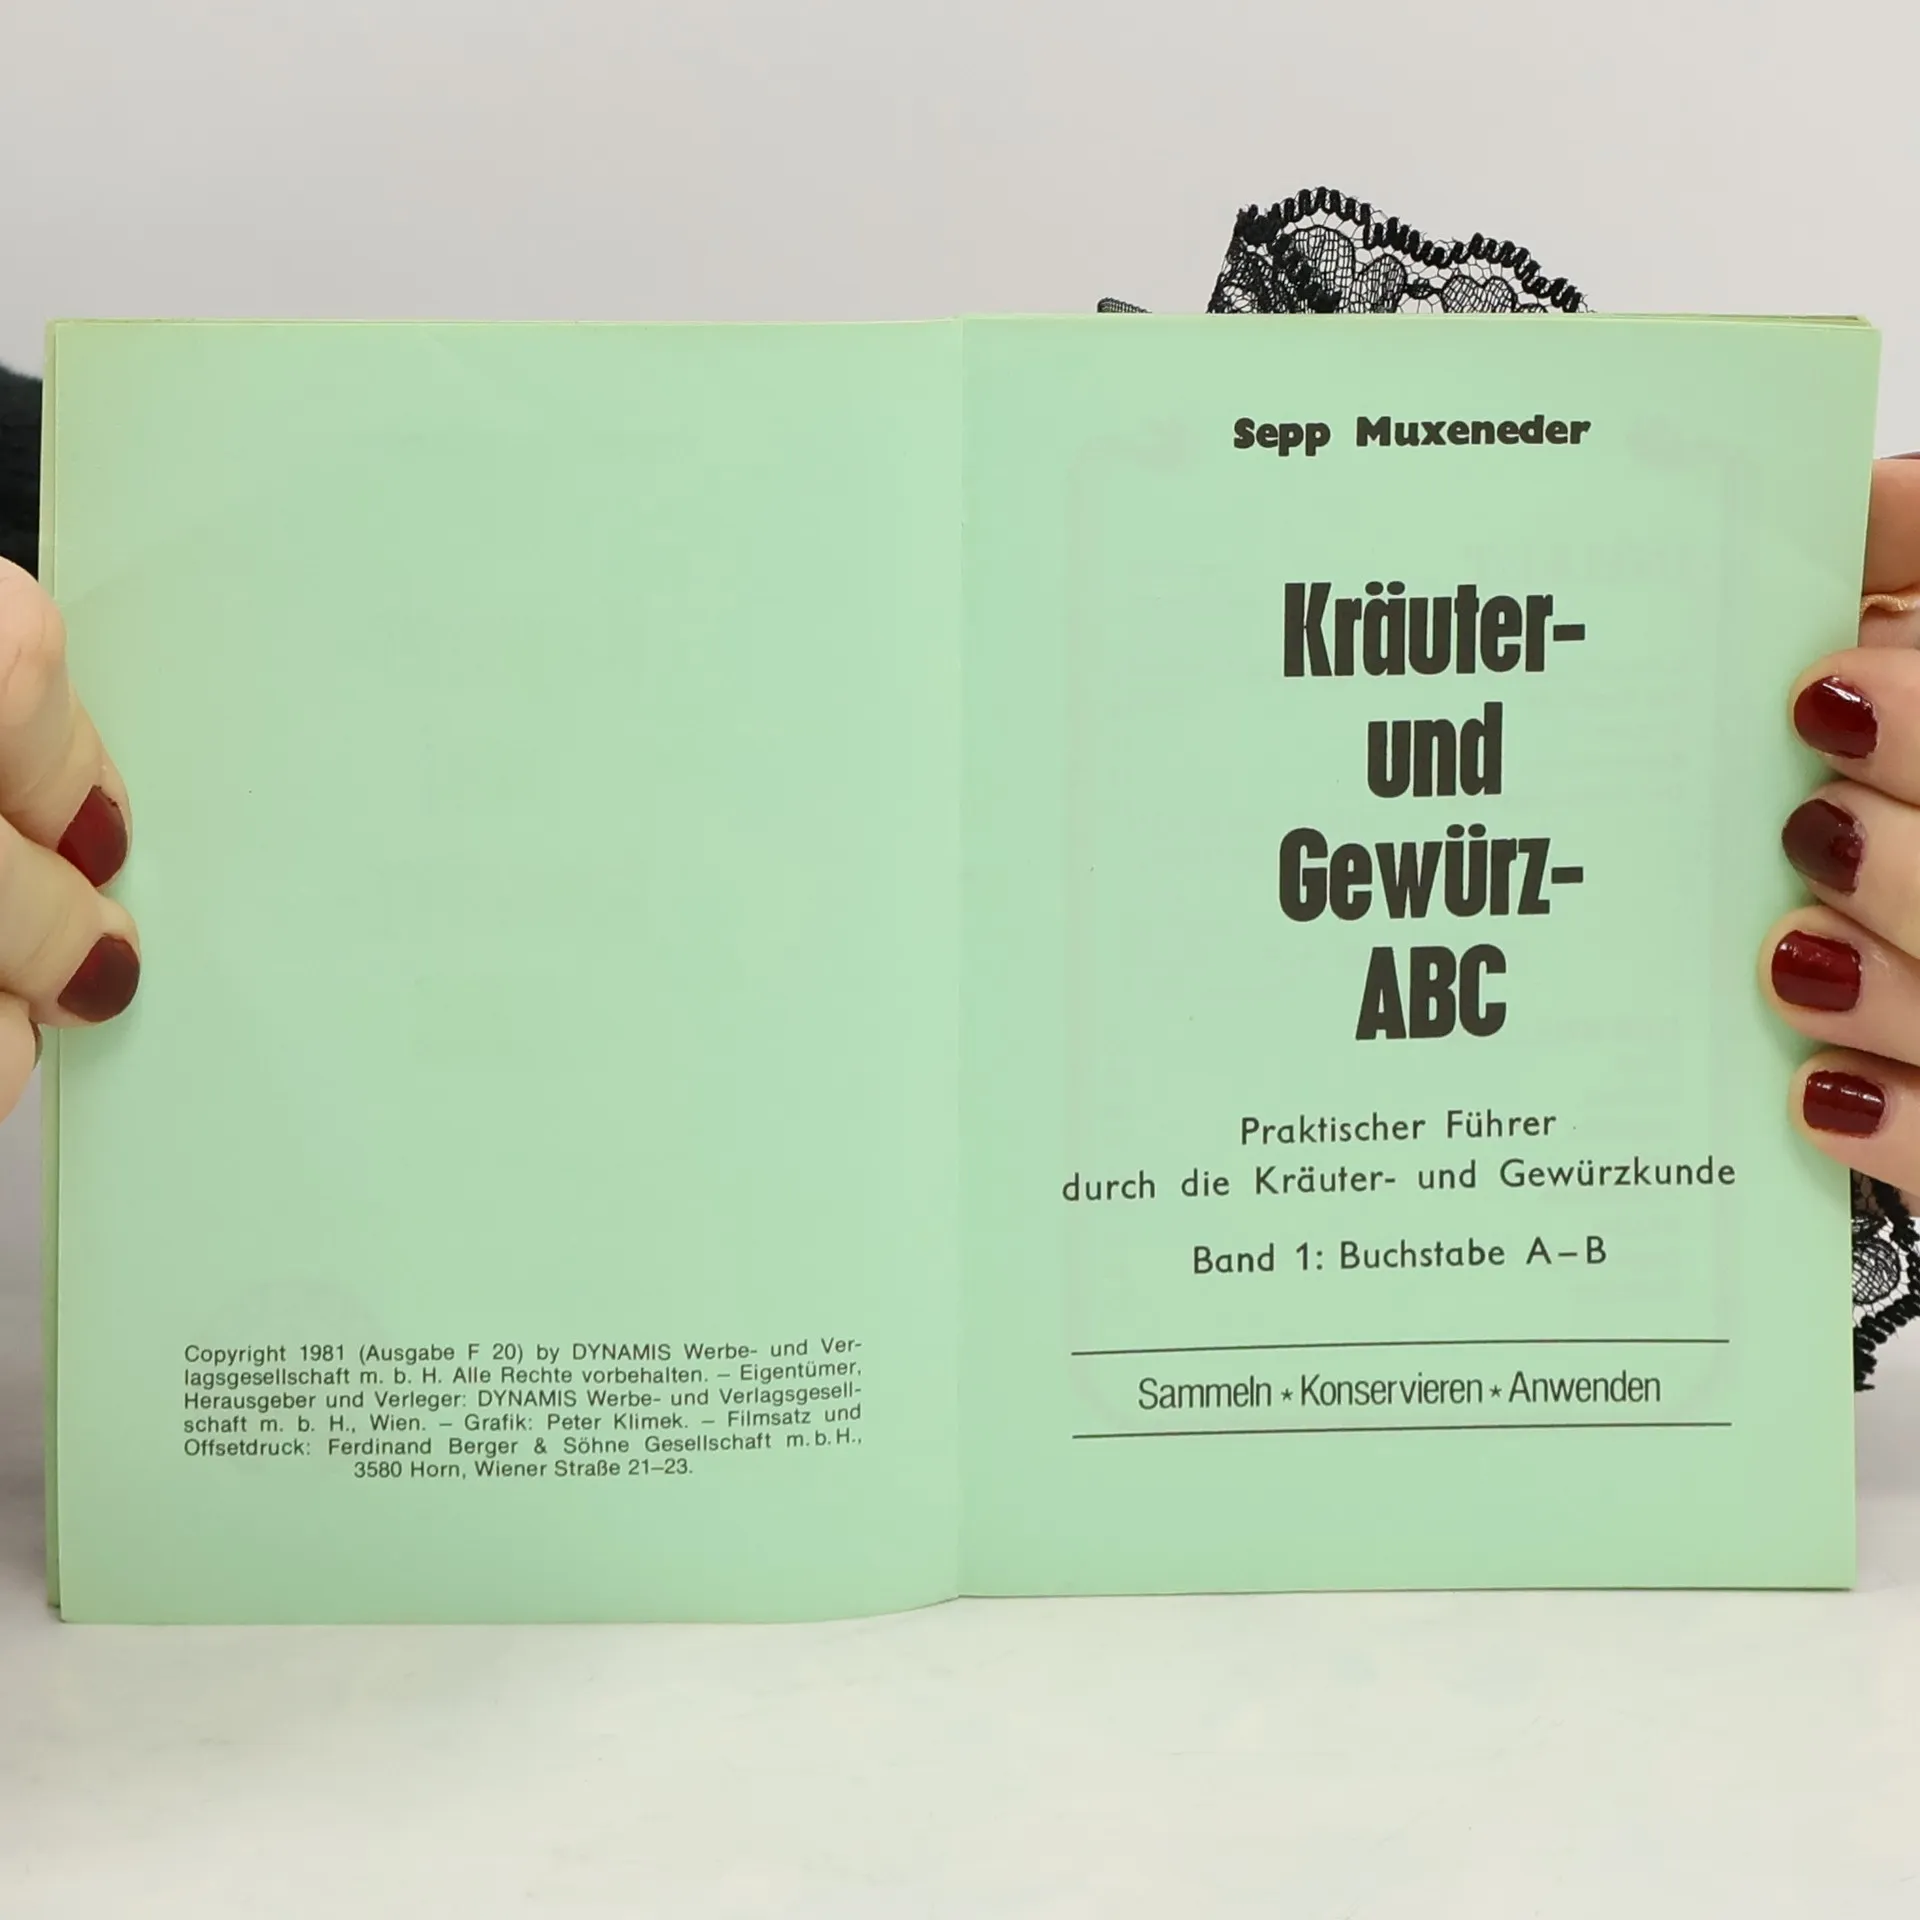 Copyright 1981 (Ausgabe F 20) by DYNAMIS Werbe- und Ver-
lagsgesellschaft m. b. H. Alle Rechte vorbehalten. – Eigentümer,
Herausgeber und Verleger: DYNAMIS Werbe- und Verlagsgesell-
schaft m. b. H., Wien. – Grafik: Peter Klimek. – Filmsatz und
Offsetdruck: Ferdinand Berger & Söhne Gesellschaft m. b. H.,
3580 Horn, Wiener Straße 21–23.
Sepp Muxeneder
Kräuter-
und
Gewürz-
ABC
Praktischer Führer
durch die Kräuter- und Gewürzkunde
Band 1: Buchstabe A – B
Sammeln ★ Konservieren ★ Anwenden